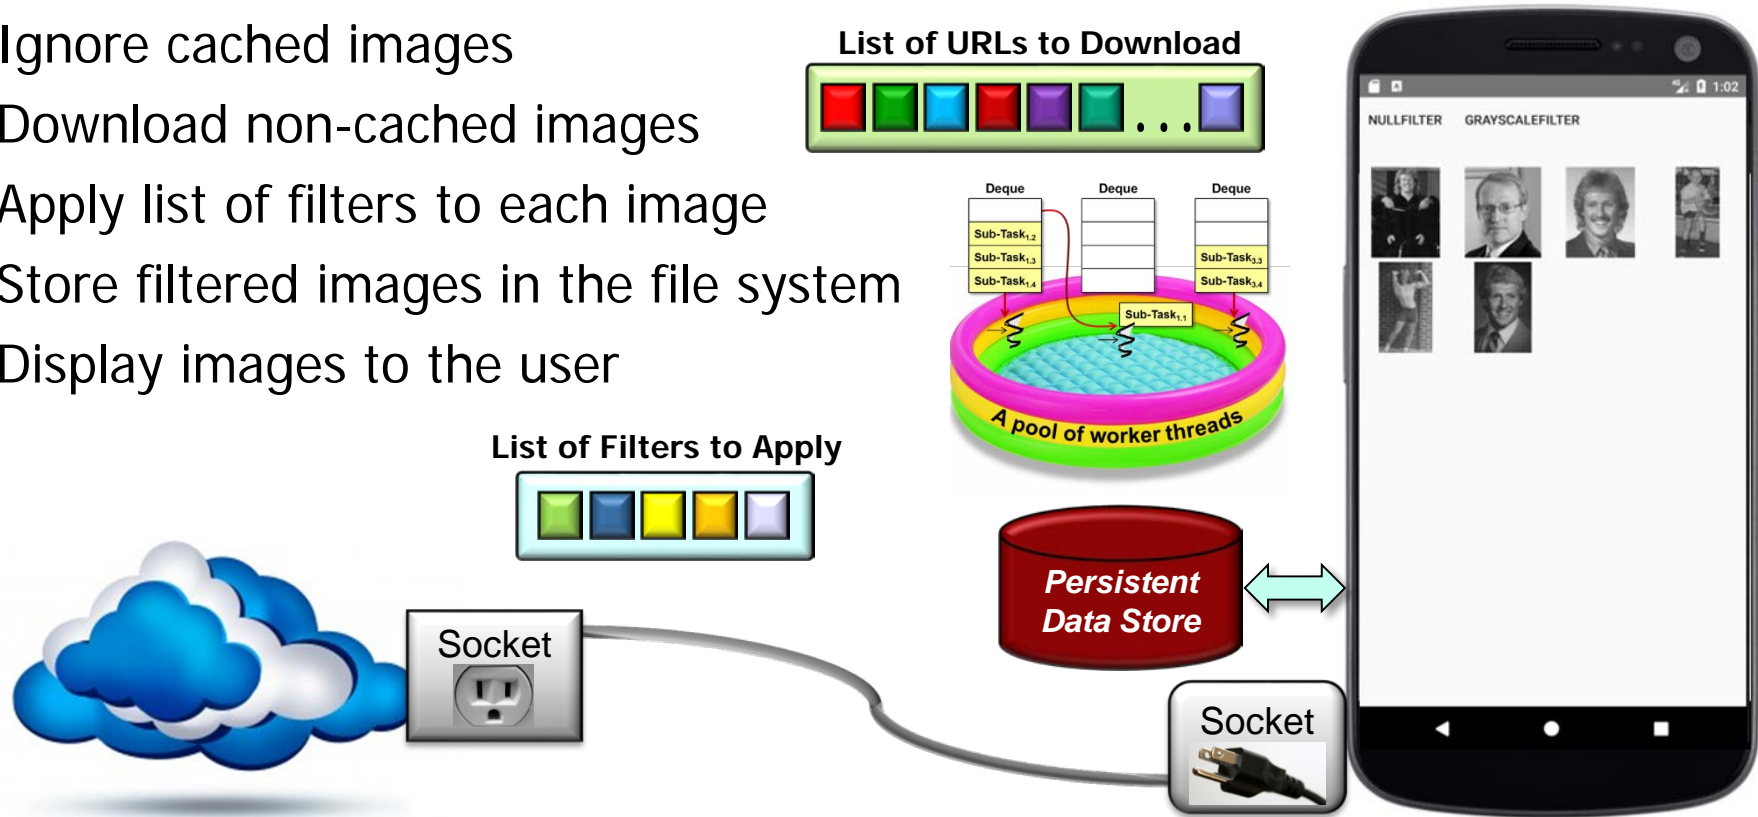 Ignore cached images
Download non-cached images
Apply list of filters to each image
Store filtered images in the file system
Display images to the user
List of URLs to Download
...
Deque
Deque
Deque
Sub-Task1.2
Sub-Task1.3
Sub-Task1.4
Sub-Task3.3
Sub-Task3.4
Sub-Task1.1
A pool of worker threads
List of Filters to Apply
Socket
Persistent
Data Store
Socket
4G 1:02
NULLFILTER GRAYSCALEFILTER